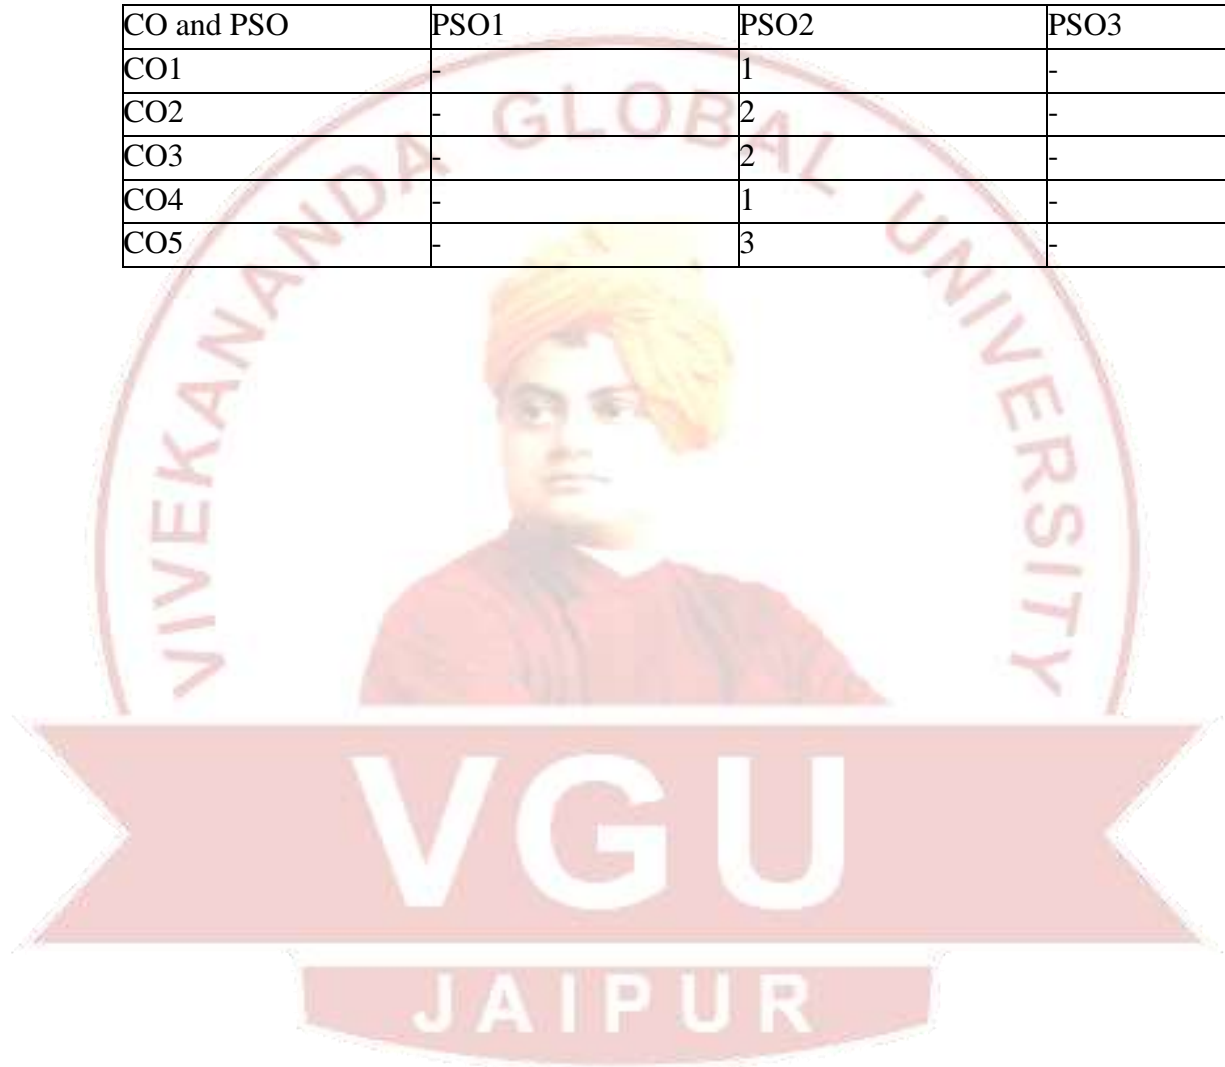 CO and PSO PSO1 PSO2 PSO3
CO1 - 1 -
CO2 - 2 -
CO3 - 2 -
CO4 - 1 -
CO5 - 3 -
VIVEKANANDA GLOBAL UNIVERSITY
VGU
JAIPUR